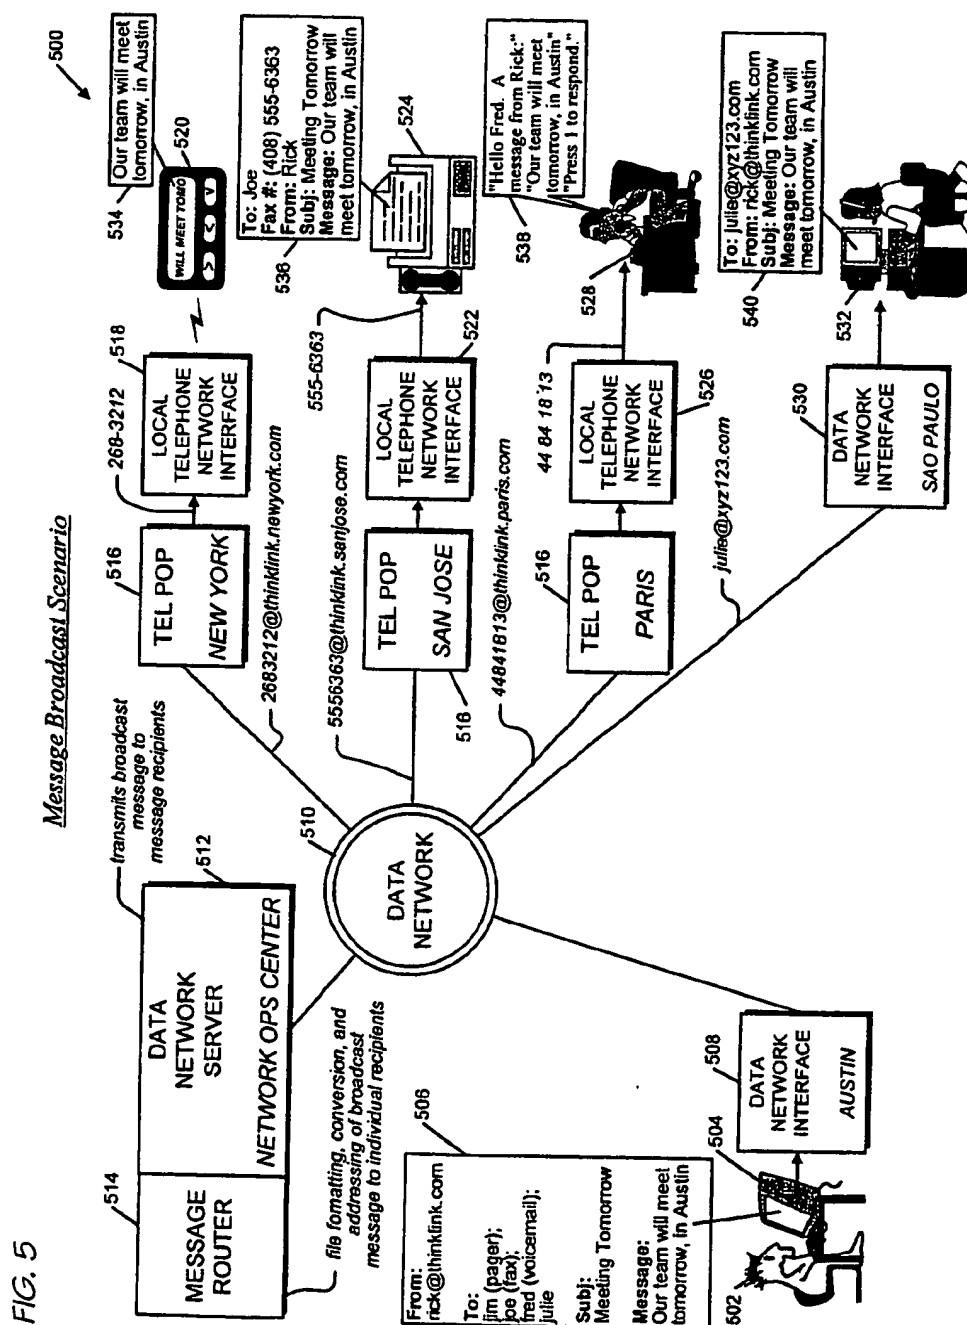 FIG. 5
Message Broadcast Scenario
500
514
MESSAGE
ROUTER
DATA
NETWORK
SERVER
512
NETWORK OPS CENTER
transmits broadcast
message to
message recipients
file fomatting, conversion, and
addressing of broadcast
message to individual recipients
510
DATA
NETWORK
506
From:
rick@thinklink.com
To:
jim (pager);
joe (fax);
fred (voicemail);
julie
Subj:
Meeting Tomorrow
Message:
Our team will meet
tomorrow, in Austin
502
504
508
DATA
NETWORK
INTERFACE
AUSTIN
2683212@thinklink.newyork.com
516
TEL POP
NEW YORK
268-3212
518
LOCAL
TELEPHONE
NETWORK
INTERFACE
534
Our team will meet
tomorrow, in Austin
WILL MEET TOMO
> < < v
520
5556363@thinklink.sanjose.com
TEL POP
SAN JOSE
516
LOCAL
TELEPHONE
NETWORK
INTERFACE
522
555-6363
536
To: Joe
Fax #: (408) 555-6363
From: Rick
Subj: Meeting Tomorrow
Message: Our team will
meet tomorrow, in Austin
524
44841813@thinklink.paris.com
516
TEL POP
PARIS
LOCAL
TELEPHONE
NETWORK
INTERFACE
526
44 84 18 13
528
538
"Hello Fred. A
message from Rick:"
"Our team will meet
tomorrow, in Austin"
"Press 1 to respond."
julie@xyz123.com
530
DATA
NETWORK
INTERFACE
SAO PAULO
532
540
To: julie@xyz123.com
From: rick@thinklink.com
Subj: Meeting Tomorrow
Message: Our team will
meet tomorrow, in Austin